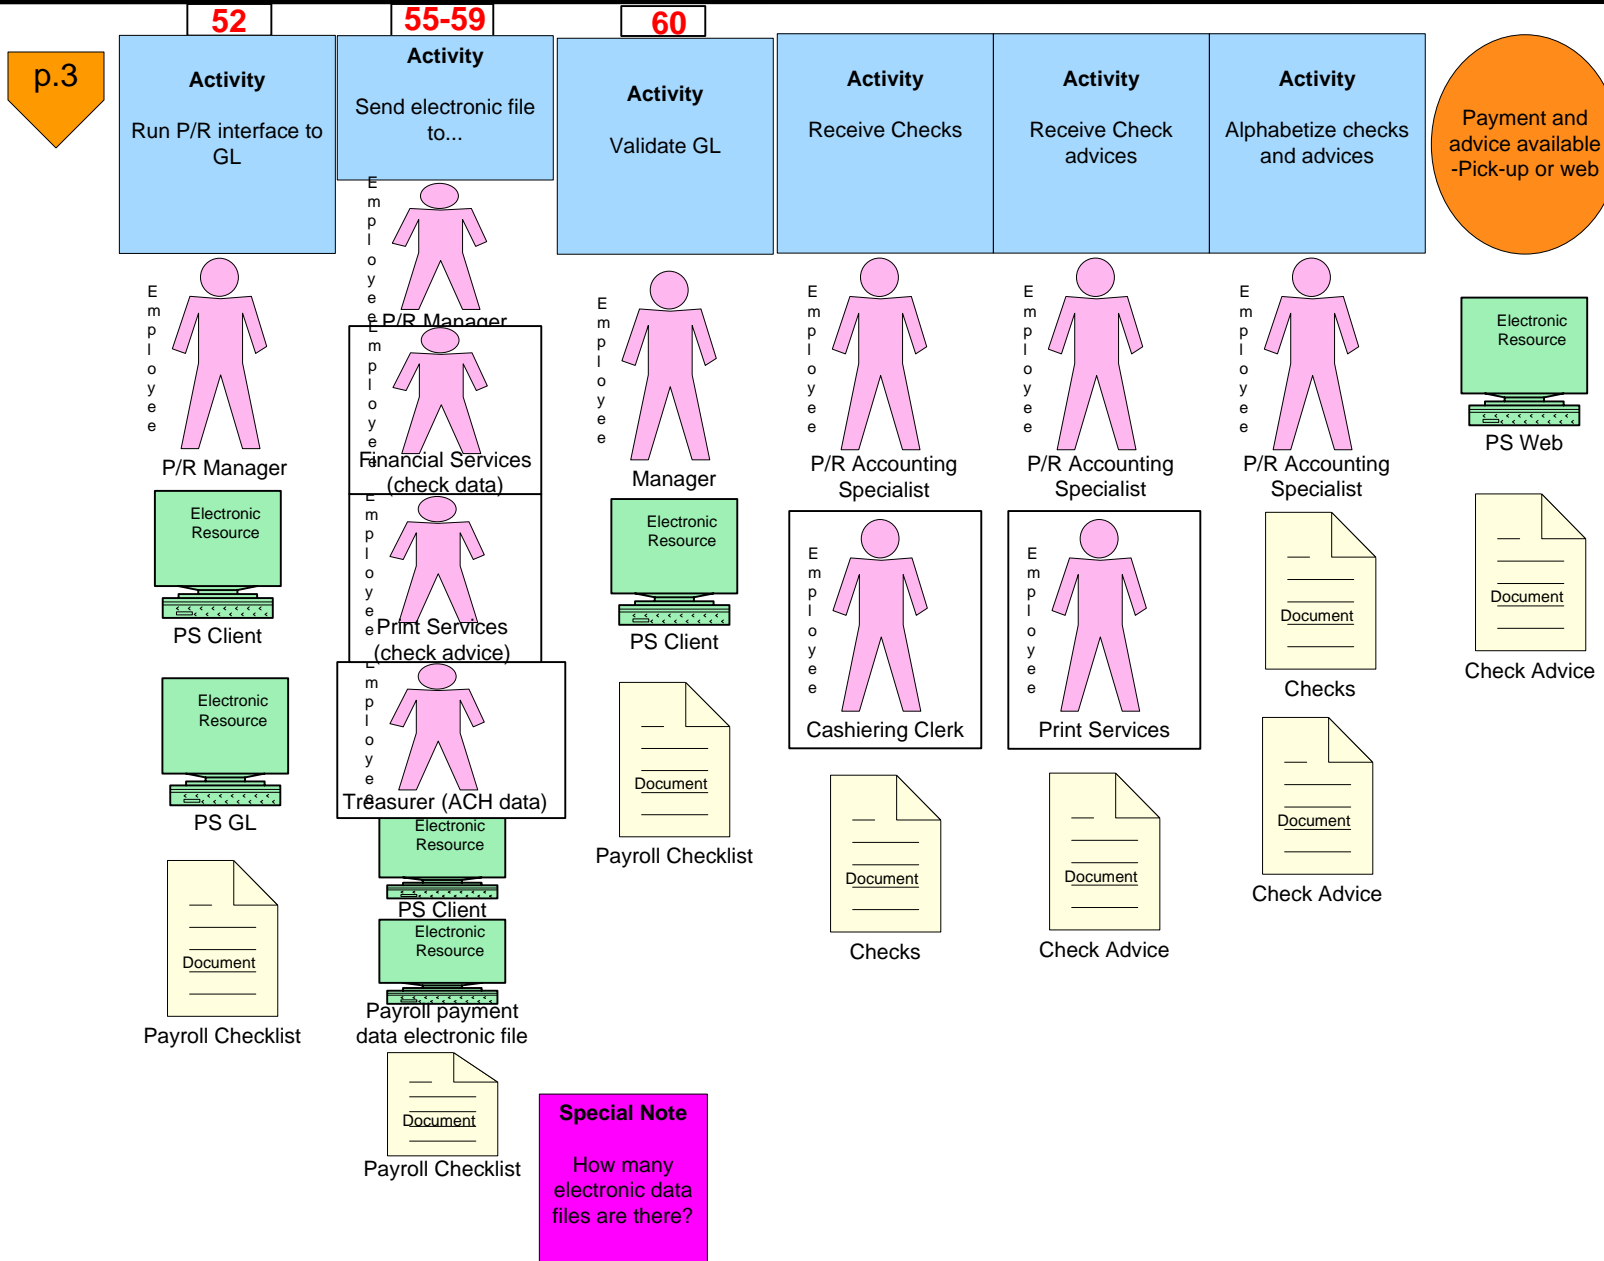 p.3
52
Activity
Run P/R interface to
GL
Employee
P/R Manager
Electronic
Resource
PS Client
Electronic
Resource
PS GL
Document
Payroll Checklist
55-59
Activity
Send electronic file
to...
Employee
P/R Manager
Employee
Financial Services
(check data)
Employee
Print Services
(check advice)
Employee
Treasurer (ACH data)
Electronic
Resource
PS Client
Electronic
Resource
Payroll payment
data electronic file
Document
Payroll Checklist
60
Activity
Validate GL
Employee
Manager
Electronic
Resource
PS Client
Document
Payroll Checklist
Special Note
How many
electronic data
files are there?
Activity
Receive Checks
Employee
P/R Accounting
Specialist
Employee
Cashiering Clerk
Document
Checks
Activity
Receive Check
advices
Employee
P/R Accounting
Specialist
Employee
Print Services
Document
Check Advice
Activity
Alphabetize checks
and advices
Employee
P/R Accounting
Specialist
Document
Checks
Document
Check Advice
Payment and
advice available
-Pick-up or web
Electronic
Resource
PS Web
Document
Check Advice